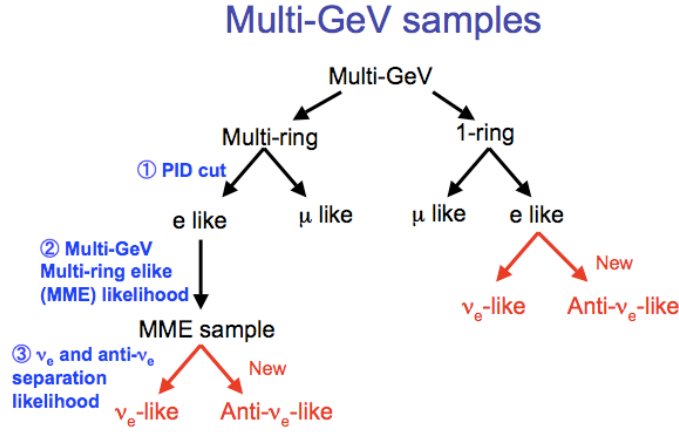 Multi-GeV samples
Multi-GeV
Multi-ring
1-ring
① PID cut
e like
μ like
μ like
e like
② Multi-GeV
Multi-ring elike
(MME) likelihood
New
νe-like
Anti-νe-like
MME sample
③ νe and anti-νe
separation
likelihood
New
νe-like
Anti-νe-like